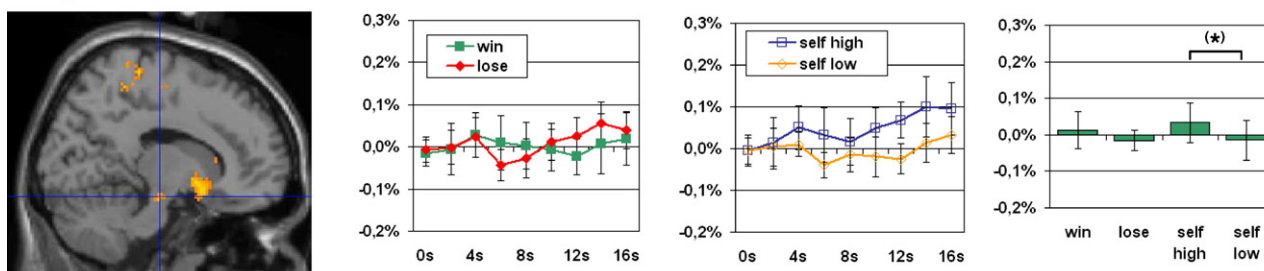 0,3%
0,2%
0,1%
0,0%
-0,1%
-0,2%
win
lose
0s 4s 8s 12s 16s
0,3%
0,2%
0,1%
0,0%
-0,1%
-0,2%
self high
self low
0s 4s 8s 12s 16s
0,3%
0,2%
0,1%
0,0%
-0,1%
-0,2%
(*)
win lose self self
high low